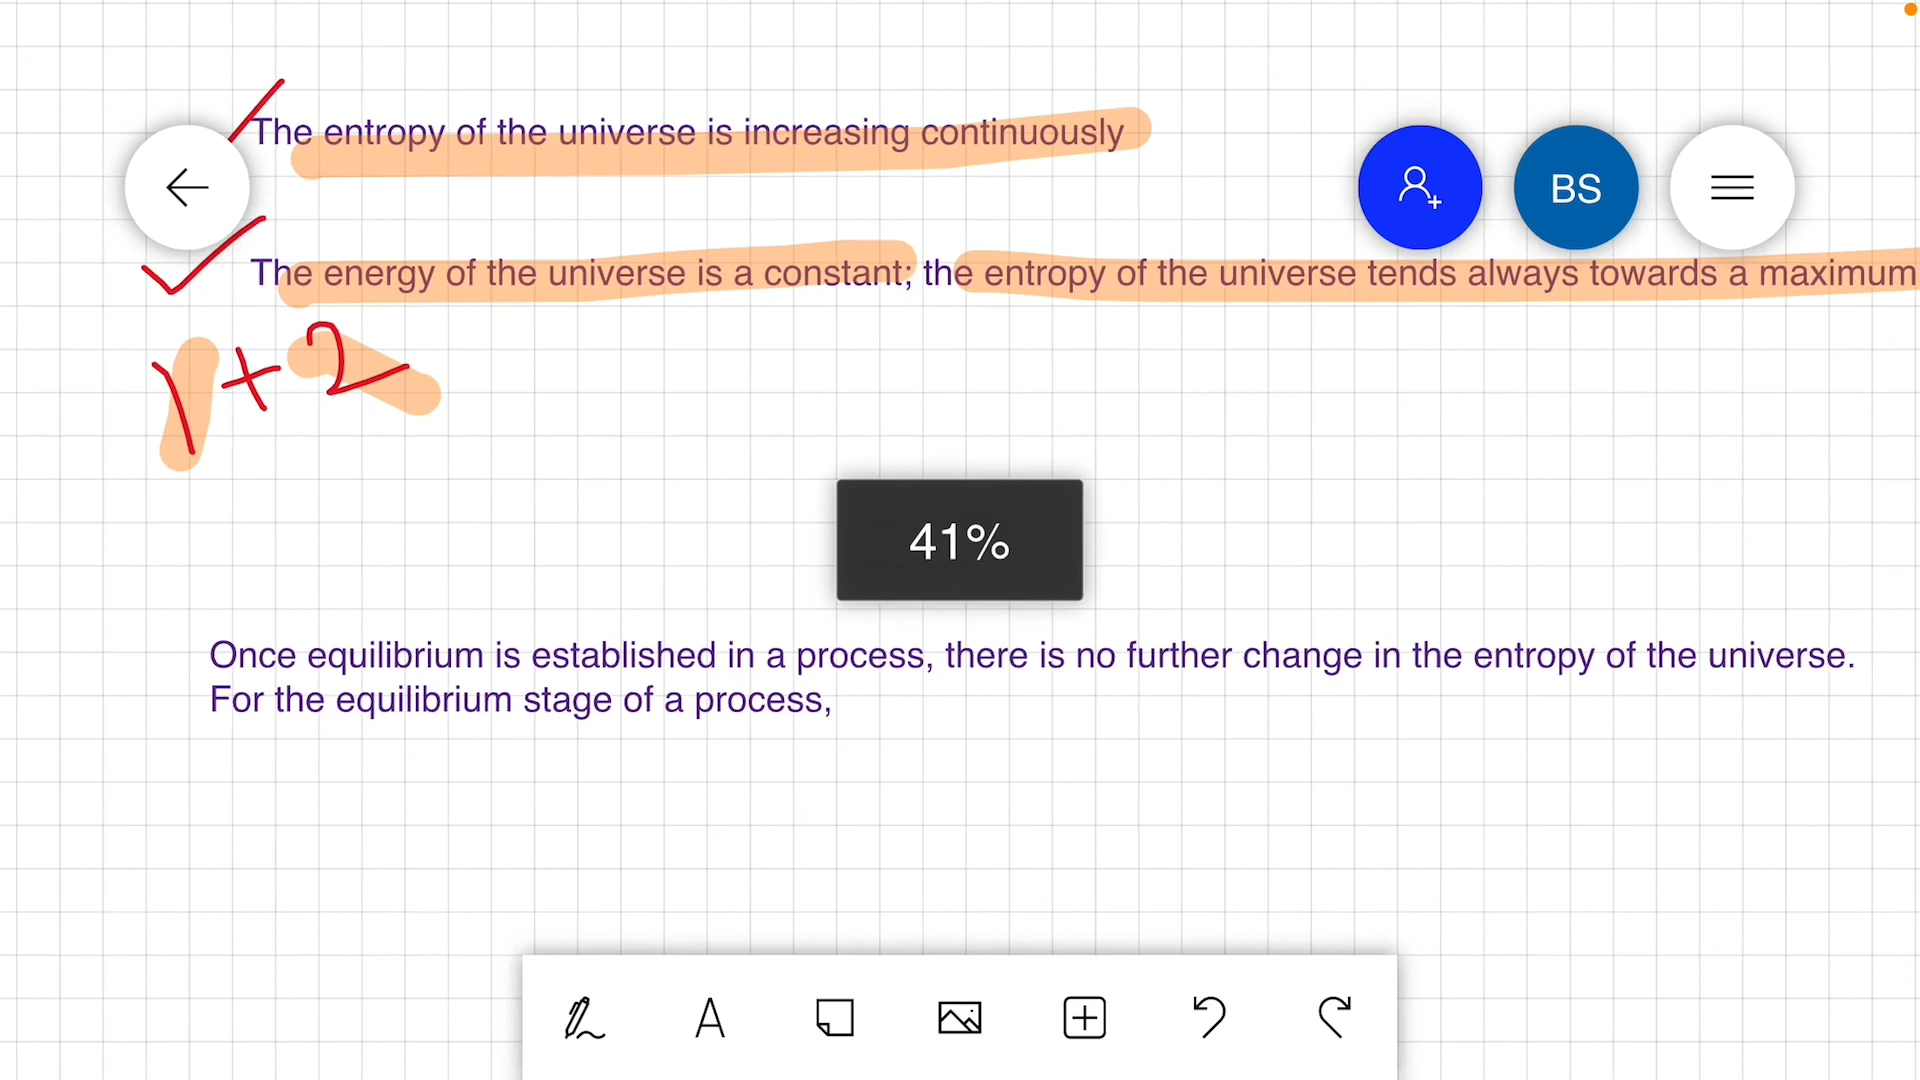 The entropy of the universe is increasing continuously
BS
The energy of the universe is a constant; the entropy of the universe tends always towards a maximum
1+2
41%
Once equilibrium is established in a process, there is no further change in the entropy of the universe.
For the equilibrium stage of a process,